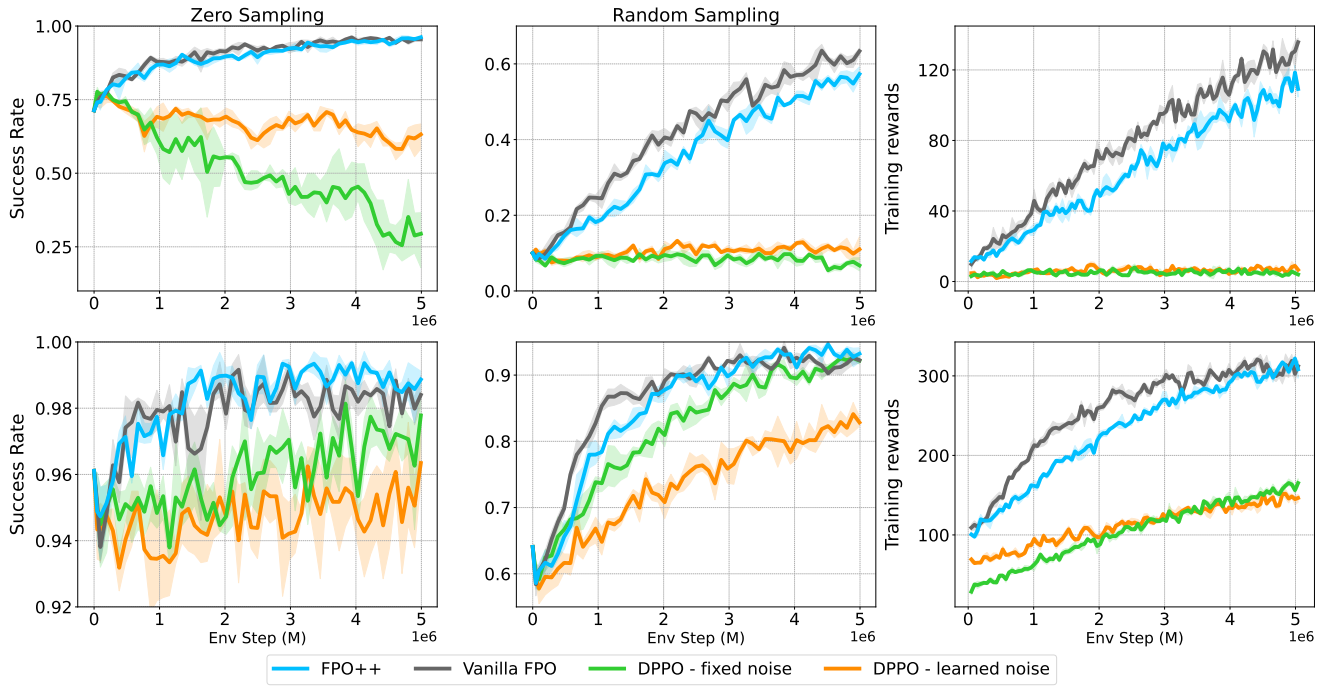 Zero Sampling
Random Sampling
Success Rate
1.00
0.75
0.50
0.25
0 1 2 3 4 5
1e6
0.6
0.4
0.2
0.0
0 1 2 3 4 5
1e6
Training rewards
120
80
40
0
0 1 2 3 4 5
1e6
Success Rate
1.00
0.98
0.96
0.94
0.92
0 1 2 3 4 5
Env Step (M)
1e6
0.9
0.8
0.7
0.6
0 1 2 3 4 5
Env Step (M)
1e6
Training rewards
300
200
100
0 1 2 3 4 5
Env Step (M)
1e6
FPO++ Vanilla FPO DPPO - fixed noise DPPO - learned noise